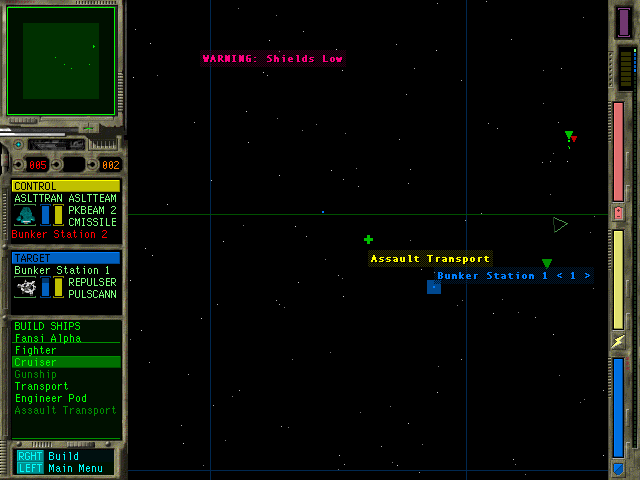 WARNING: Shields Low
005 002
CONTROL
ASLTTRAN ASLTTEAM
PKBEAM 2
CMISSILE
Bunker Station 2
Assault Transport
TARGET
Bunker Station 1
REPULSER
PULSCANN
Bunker Station 1 < 1 >
BUILD SHIPS
Fansi Alpha
Fighter
Cruiser
Gunship
Transport
Engineer Pod
Assault Transport
RGHT Build
LEFT Main Menu